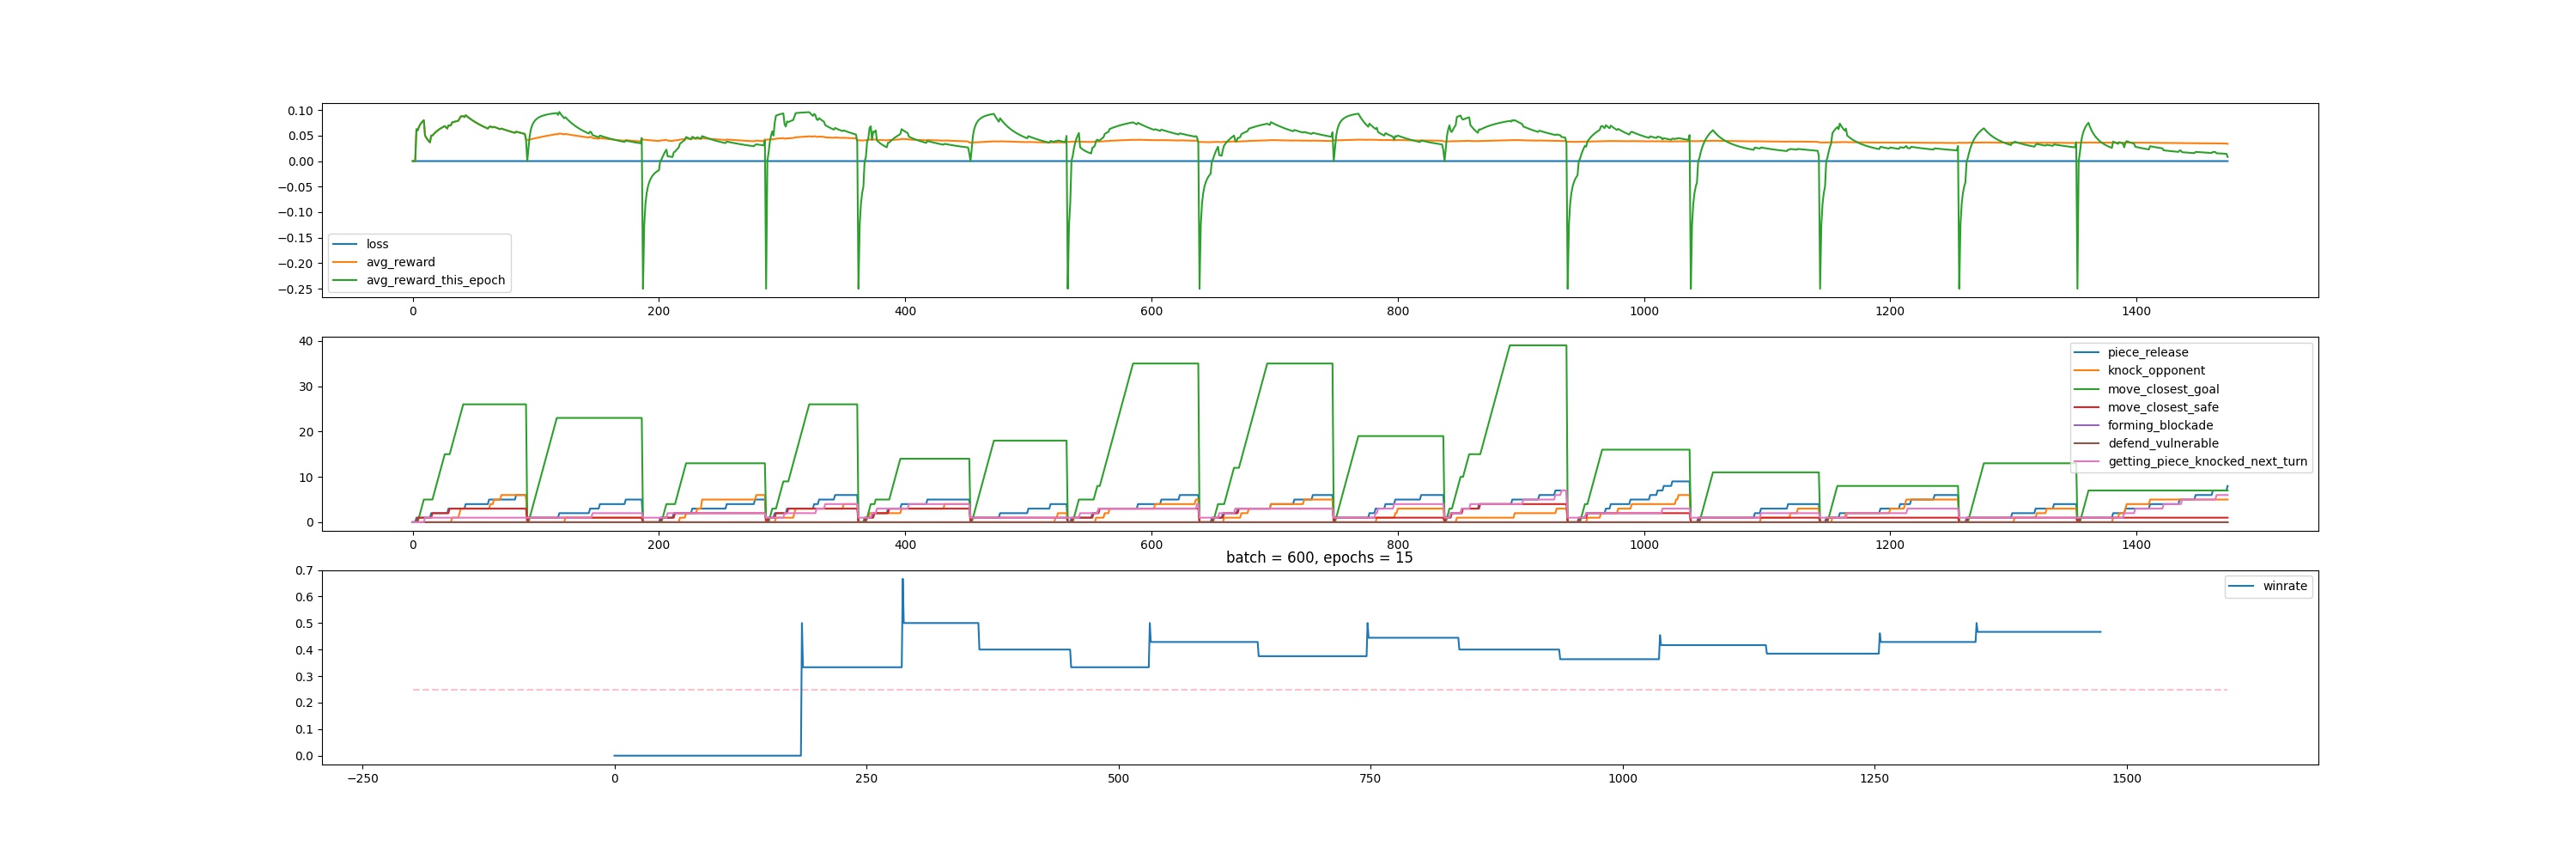 0.10
0.05
0.00
−0.05
−0.10
−0.15
−0.20
−0.25
loss
avg_reward
avg_reward_this_epoch
0 200 400 600 800 1000 1200 1400
40
30
20
10
0
piece_release
knock_opponent
move_closest_goal
move_closest_safe
forming_blockade
defend_vulnerable
getting_piece_knocked_next_turn
0 200 400 600 800 1000 1200 1400
batch = 600, epochs = 15
0.7
0.6
0.5
0.4
0.3
0.2
0.1
0.0
winrate
−250 0 250 500 750 1000 1250 1500